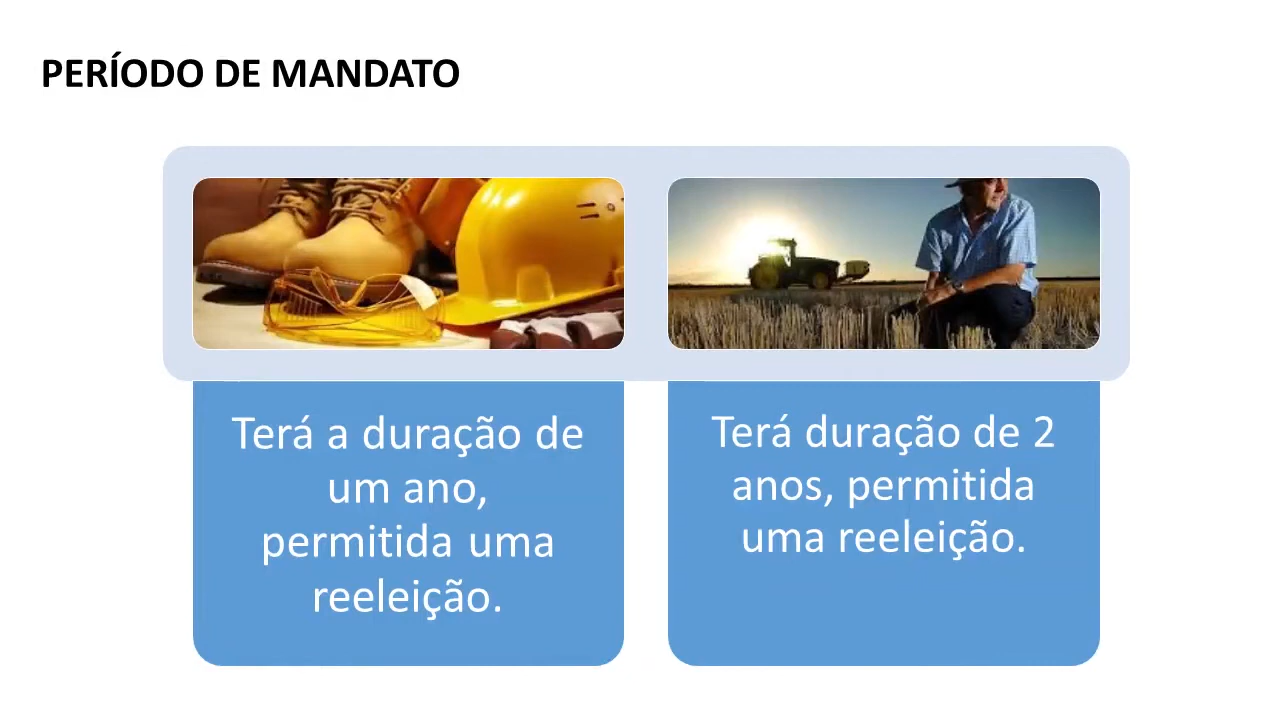 PERÍODO DE MANDATO
Terá a duração de
um ano,
permitida uma
reeleição.
Terá duração de 2
anos, permitida
uma reeleição.